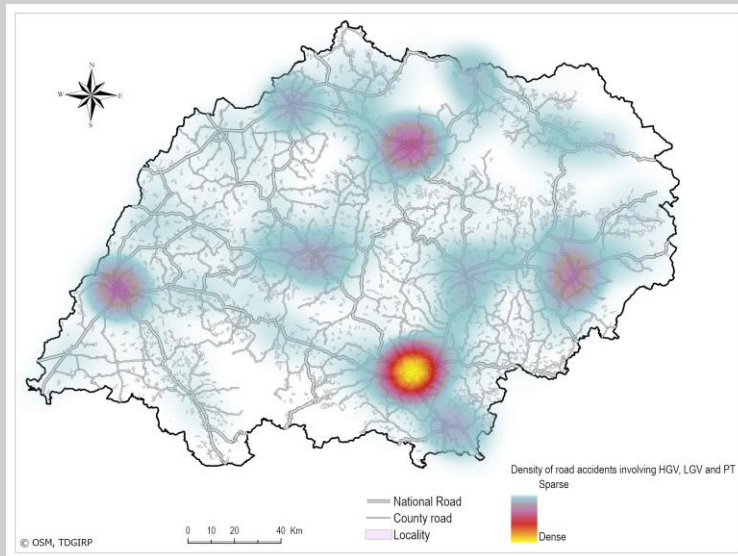 N
W E
S
Density of road accidents involving HGV, LGV and PT
Sparse
Dense
National Road
County road
Locality
0 10 20 40 Km
© OSM, TDGIRP